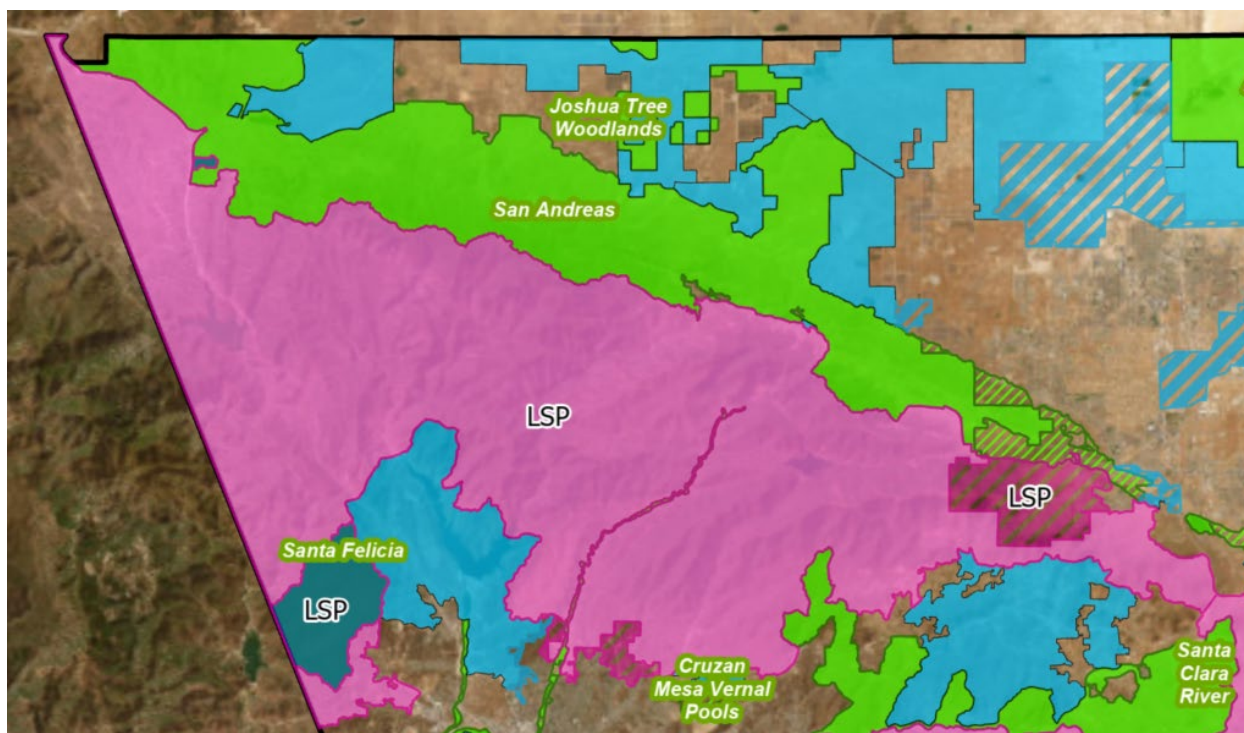 Joshua Tree
Woodlands
San Andreas
LSP
LSP
Santa Felicia
LSP
Cruzan
Mesa Vernal
Pools
Santa
Clara
River